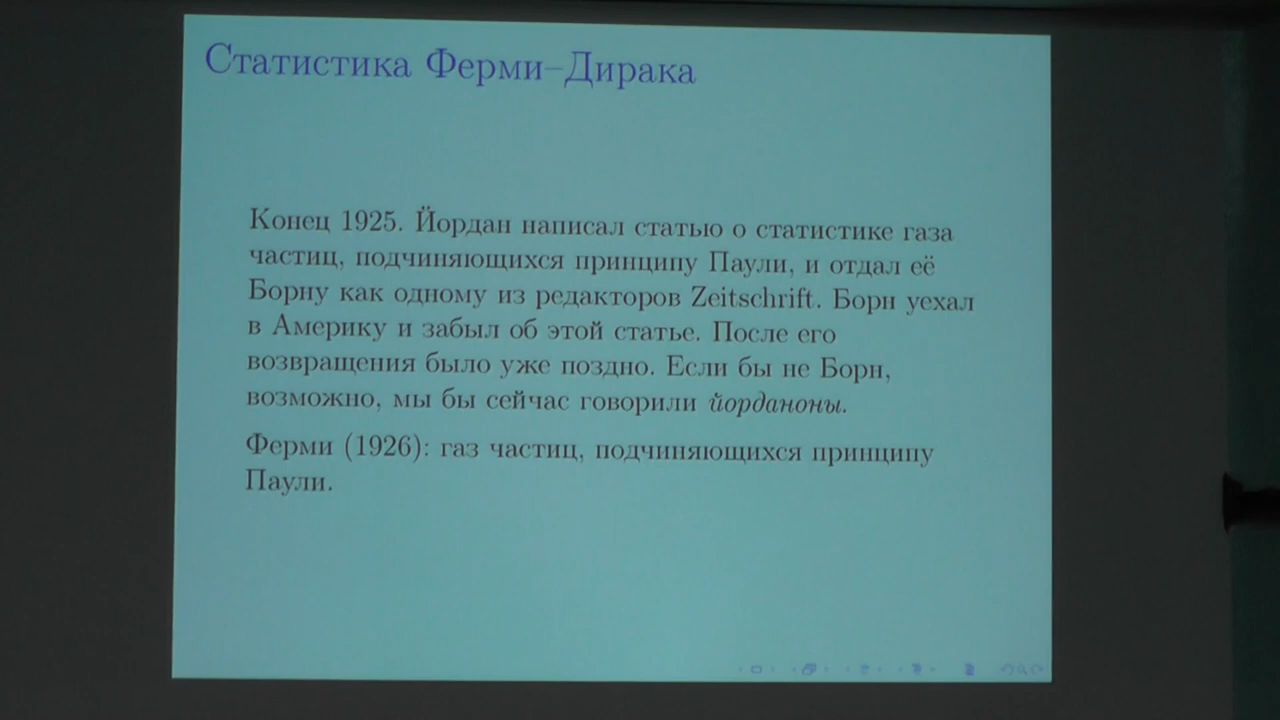 Статистика Ферми–Дирака
Конец 1925. Йордан написал статью о статистике газа
частиц, подчиняющихся принципу Паули, и отдал её
Борну как одному из редакторов Zeitschrift. Борн уехал
в Америку и забыл об этой статье. После его
возвращения было уже поздно. Если бы не Борн,
возможно, мы бы сейчас говорили йорданоны.
Ферми (1926): газ частиц, подчиняющихся принципу
Паули.